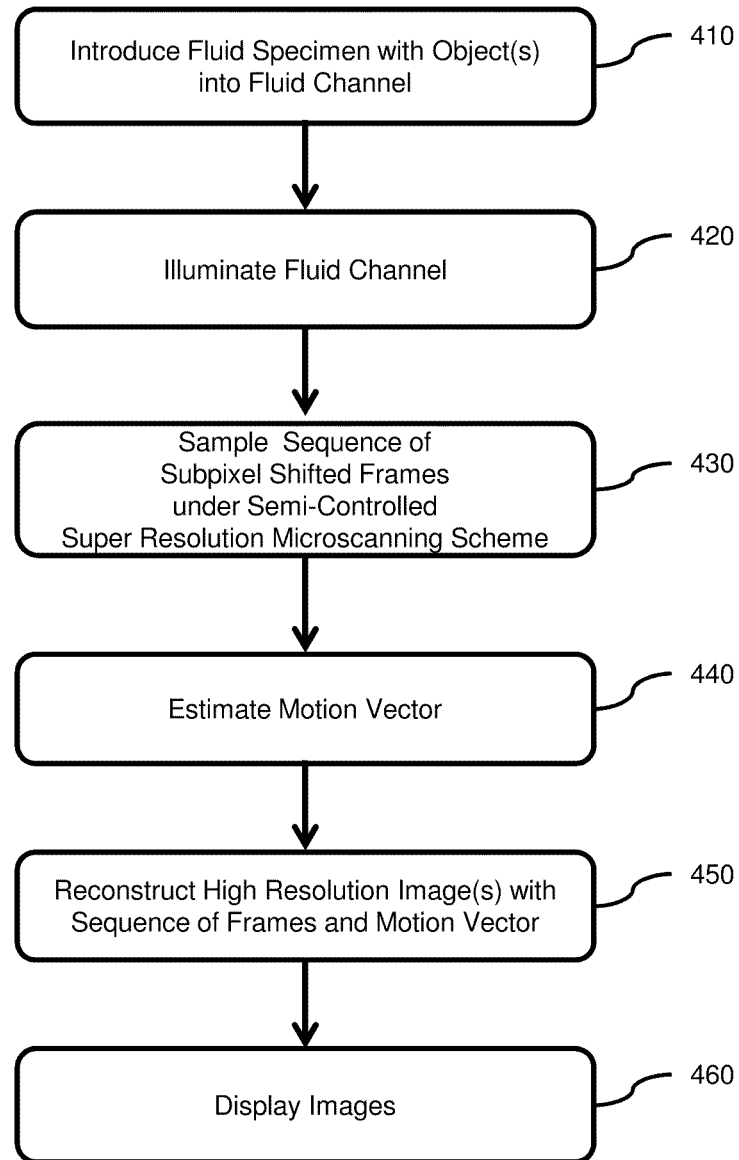 Introduce Fluid Specimen with Object(s)
into Fluid Channel
410
Illuminate Fluid Channel
420
Sample Sequence of
Subpixel Shifted Frames
under Semi-Controlled
Super Resolution Microscanning Scheme
430
Estimate Motion Vector
440
Reconstruct High Resolution Image(s) with
Sequence of Frames and Motion Vector
450
Display Images
460